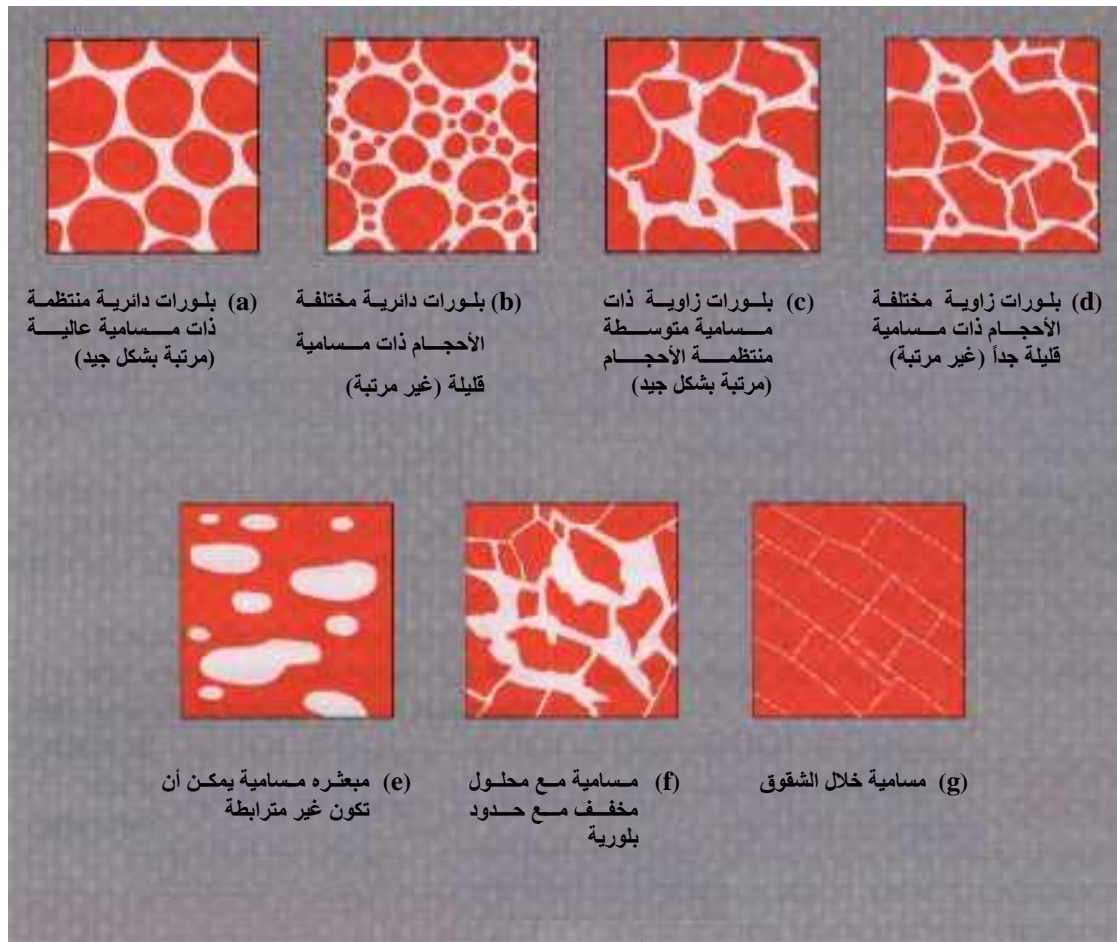 (a) بلورات دائرية منتظمة
ذات مسامية عالية
(مرتبة بشكل جيد)
(b) بلورات دائرية مختلفة
الأحجام ذات مسامية
قليلة (غير مرتبة)
(c) بلورات زاوية ذات
مسامية متوسطة
منتظمة الأحجام
(مرتبة بشكل جيد)
(d) بلورات زاوية مختلفة
الأحجام ذات مسامية
قليلة جداً (غير مرتبة)
(e) مبعثره مسامية يمكن أن
تكون غير مترابطة
(f) مسامية مع محلول
مخفف مع حدود
بلورية
(g) مسامية خلال الشقوق